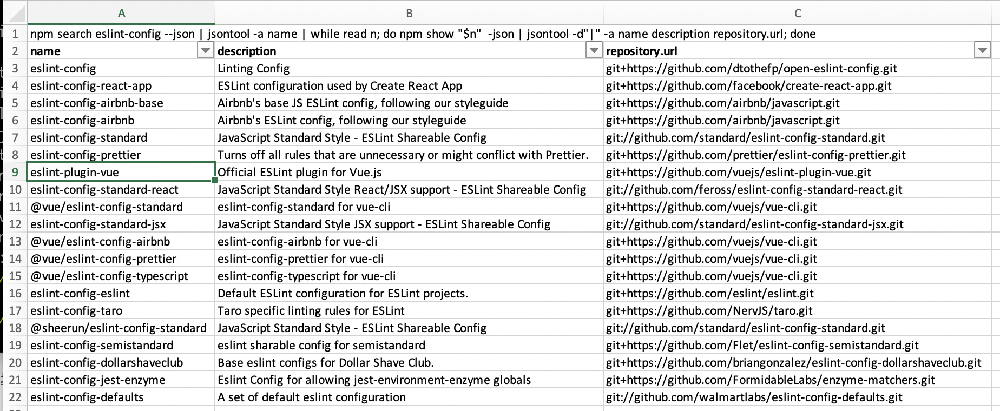 A B C
1 npm search eslint-config --json | jsontool -a name | while read n; do npm show "$n"  -json | jsontool -d"|" -a name description repository.url; done
2 name description repository.url
3 eslint-config Linting Config git+https://github.com/dtothefp/open-eslint-config.git
4 eslint-config-react-app ESLint configuration used by Create React App git+https://github.com/facebook/create-react-app.git
5 eslint-config-airbnb-base Airbnb's base JS ESLint config, following our styleguide git+https://github.com/airbnb/javascript.git
6 eslint-config-airbnb Airbnb's ESLint config, following our styleguide git+https://github.com/airbnb/javascript.git
7 eslint-config-standard JavaScript Standard Style - ESLint Shareable Config git://github.com/standard/eslint-config-standard.git
8 eslint-config-prettier Turns off all rules that are unnecessary or might conflict with Prettier. git+https://github.com/prettier/eslint-config-prettier.git
9 eslint-plugin-vue Official ESLint plugin for Vue.js git+https://github.com/vuejs/eslint-plugin-vue.git
10 eslint-config-standard-react JavaScript Standard Style React/JSX support - ESLint Shareable Config git://github.com/feross/eslint-config-standard-react.git
11 @vue/eslint-config-standard eslint-config-standard for vue-cli git+https://github.com/vuejs/vue-cli.git
12 eslint-config-standard-jsx JavaScript Standard Style JSX support - ESLint Shareable Config git://github.com/standard/eslint-config-standard-jsx.git
13 @vue/eslint-config-airbnb eslint-config-airbnb for vue-cli git+https://github.com/vuejs/vue-cli.git
14 @vue/eslint-config-prettier eslint-config-prettier for vue-cli git+https://github.com/vuejs/vue-cli.git
15 @vue/eslint-config-typescript eslint-config-typescript for vue-cli git+https://github.com/vuejs/vue-cli.git
16 eslint-config-eslint Default ESLint configuration for ESLint projects. git+https://github.com/eslint/eslint.git
17 eslint-config-taro Taro specific linting rules for ESLint git+https://github.com/NervJS/taro.git
18 @sheerun/eslint-config-standard JavaScript Standard Style - ESLint Shareable Config git://github.com/standard/eslint-config-standard.git
19 eslint-config-semistandard eslint sharable config for semistandard git+https://github.com/Flet/eslint-config-semistandard.git
20 eslint-config-dollarshaveclub Base eslint configs for Dollar Shave Club. git+https://github.com/briangonzalez/eslint-config-dollarshaveclub.git
21 eslint-config-jest-enzyme Eslint Config for allowing jest-environment-enzyme globals git+https://github.com/FormidableLabs/enzyme-matchers.git
22 eslint-config-defaults A set of default eslint configuration git://github.com/walmartlabs/eslint-config-defaults.git